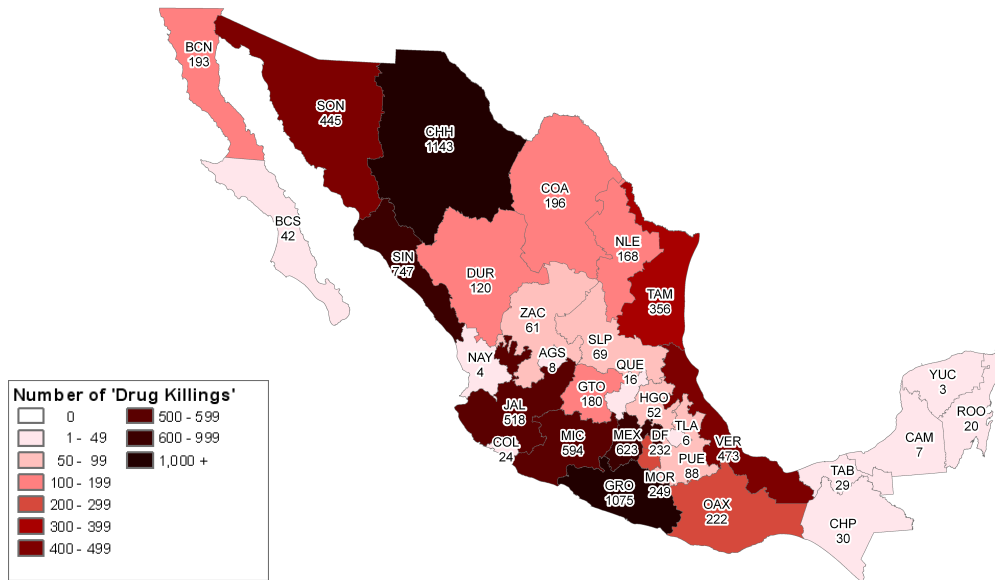 BCN
193
SON
445
CHH
1143
COA
196
BCS
42
SIN
747
DUR
120
NLE
168
TAM
356
ZAC
61
SLP
69
NAY
4
AGS
8
QUE
16
GTO
180
HGO
52
JAL
518
COL
24
MIC
594
MEX
623
DF
232
TLA
6
VER
473
PUE
88
MOR
249
GRO
1075
OAX
222
TAB
29
CHP
30
CAM
7
YUC
3
ROO
20
Number of 'Drug Killings'
0
1 - 49
50 - 99
100 - 199
200 - 299
300 - 399
400 - 499
500 - 599
600 - 999
1,000 +